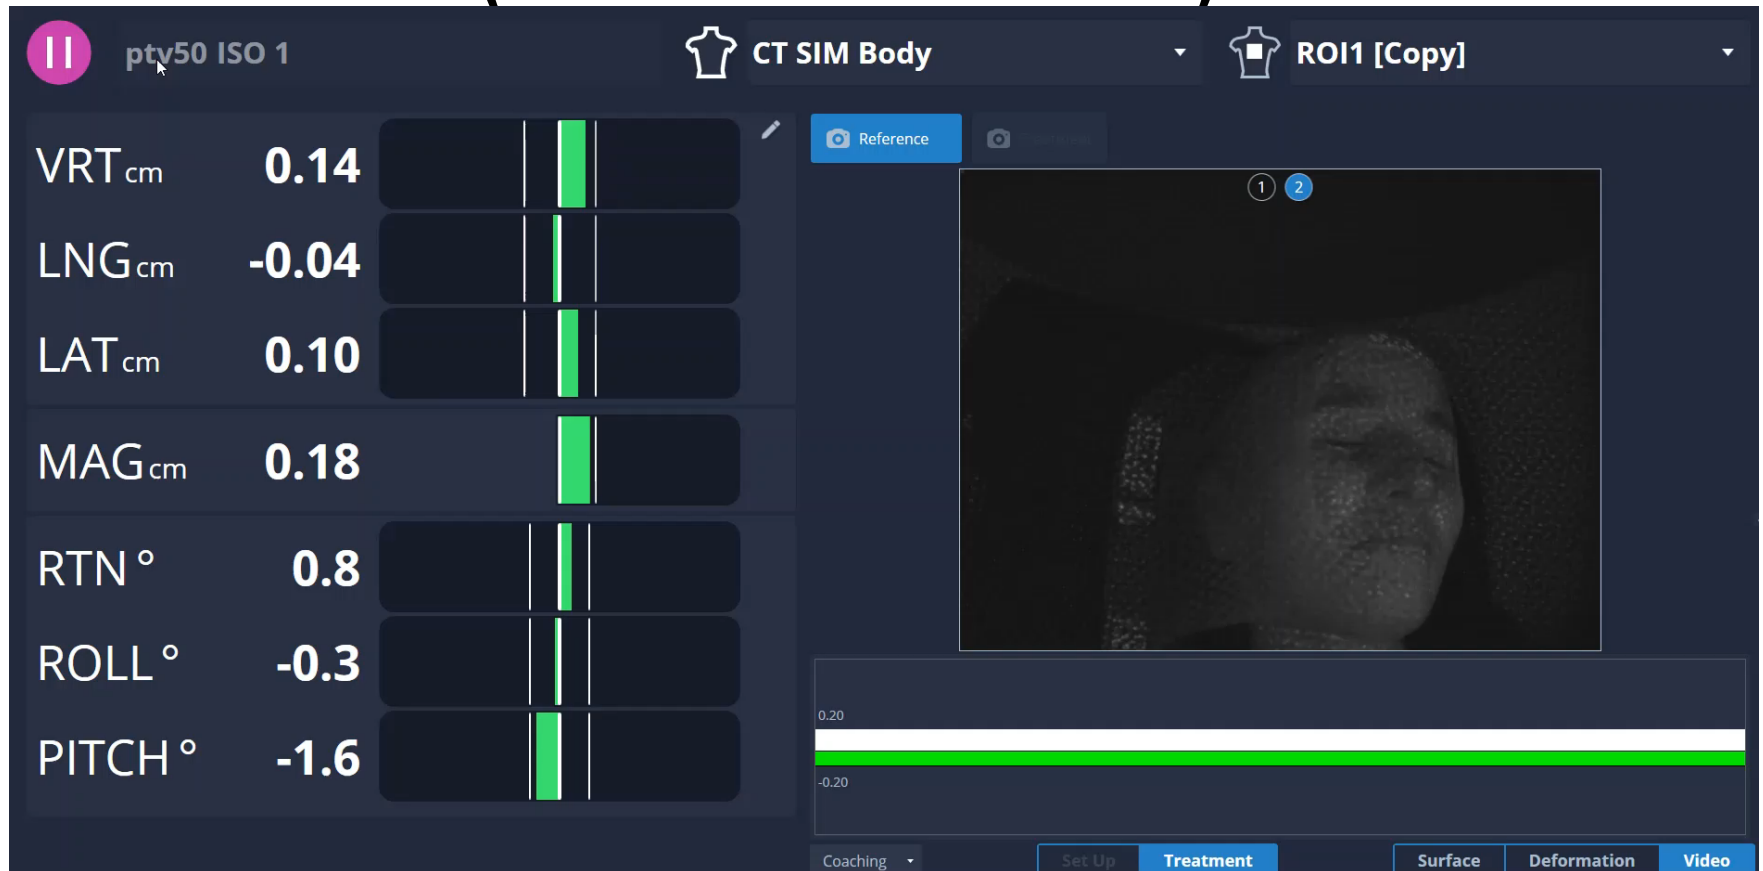 ptv50 ISO 1
CT SIM Body
ROI1 [Copy]
VRT cm 0.14
LNG cm -0.04
LAT cm 0.10
MAG cm 0.18
RTN ° 0.8
ROLL ° -0.3
PITCH ° -1.6
Reference
1 2
0.20
-0.20
Coaching
Set Up Treatment
Surface Deformation Video